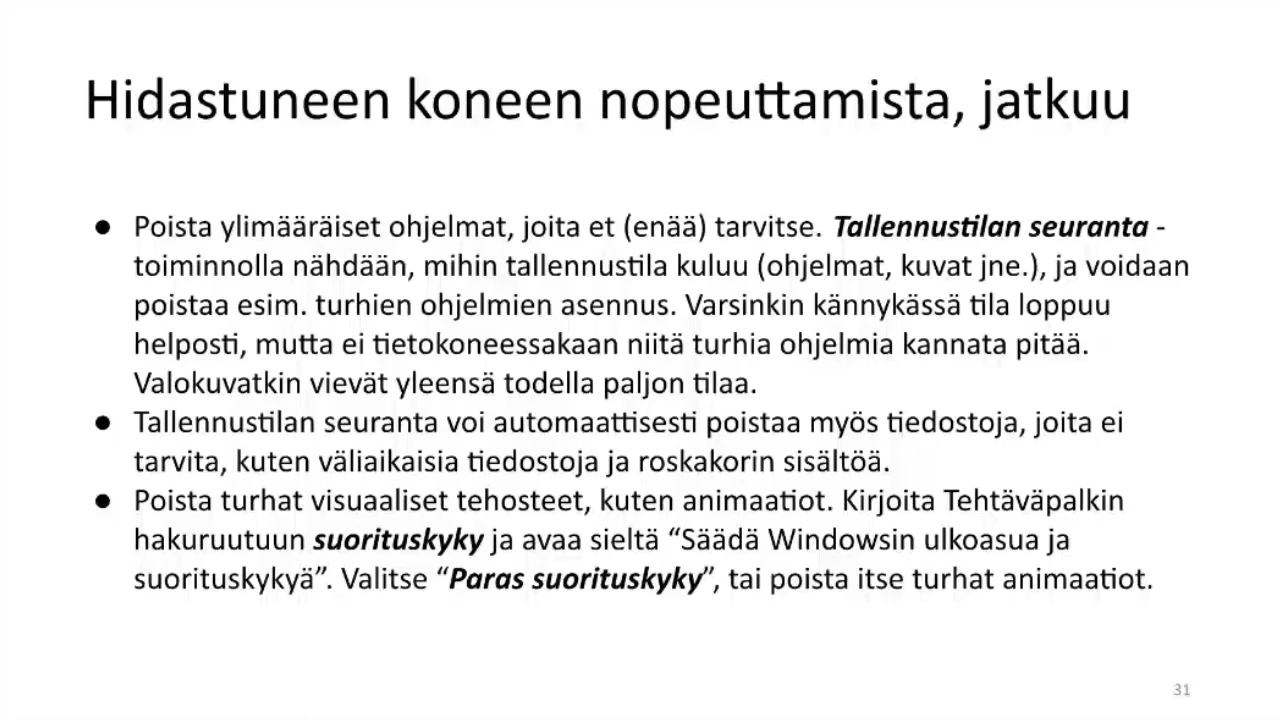 Hidastuneen koneen nopeuttamista, jatkuu
● Poista ylimääräiset ohjelmat, joita et (enää) tarvitse. Tallennustilan seuranta -
toiminnolla nähdään, mihin tallennustila kuluu (ohjelmat, kuvat jne.), ja voidaan
poistaa esim. turhien ohjelmien asennus. Varsinkin kännykässä tila loppuu
helposti, mutta ei tietokoneessakaan niitä turhia ohjelmia kannata pitää.
Valokuvatkin vievät yleensä todella paljon tilaa.
● Tallennustilan seuranta voi automaattisesti poistaa myös tiedostoja, joita ei
tarvita, kuten väliaikaisia tiedostoja ja roskakorin sisältöä.
● Poista turhat visuaaliset tehosteet, kuten animaatiot. Kirjoita Tehtäväpalkin
hakuruutuun suorituskyky ja avaa sieltä “Säädä Windowsin ulkoasua ja
suorituskykyä”. Valitse “Paras suorituskyky”, tai poista itse turhat animaatiot.
31